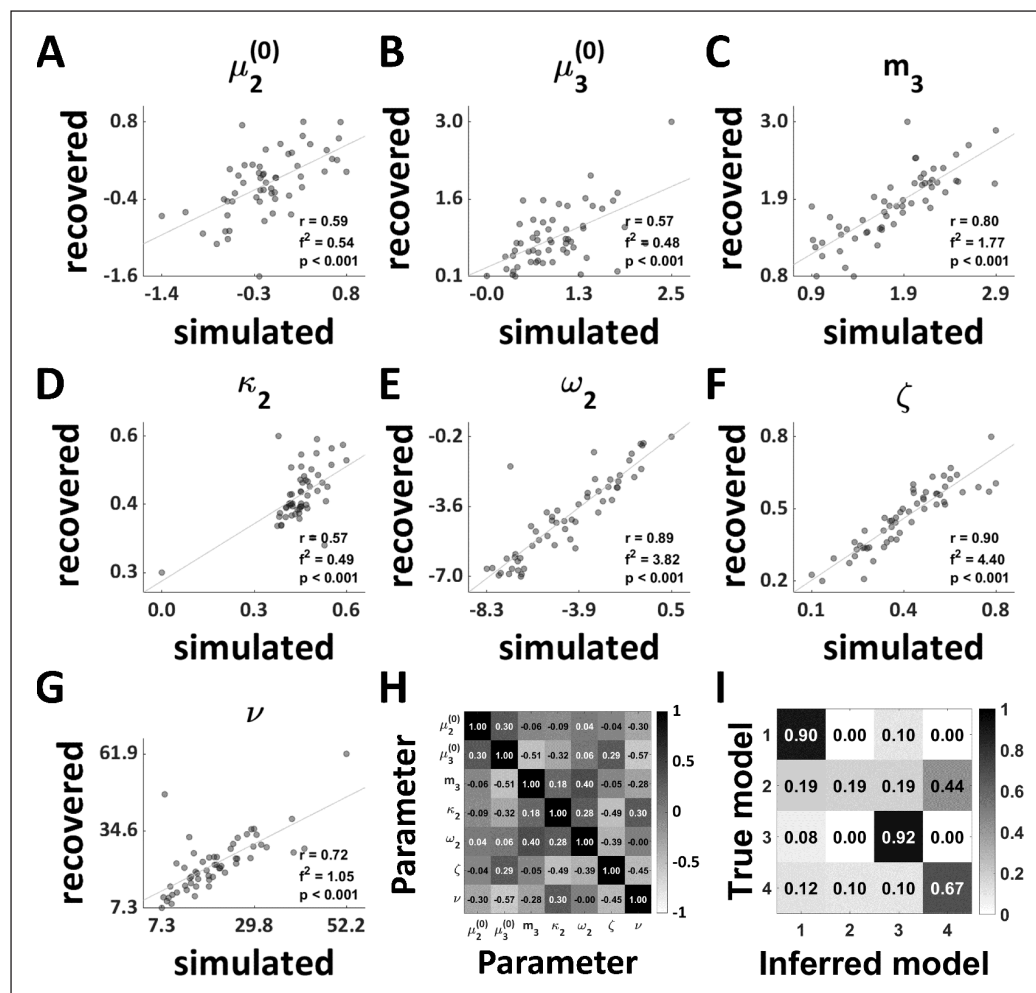 A
μ₂⁽⁰⁾
recovered
0.8
-0.4
-1.6
r = 0.59
f² = 0.54
p < 0.001
-1.4 -0.3 0.8
simulated
B
μ₃⁽⁰⁾
recovered
3.0
1.6
0.1
r = 0.57
f² = 0.48
p < 0.001
-0.0 1.3 2.5
simulated
C
m₃
recovered
3.0
1.9
0.8
r = 0.80
f² = 1.77
p < 0.001
0.9 1.9 2.9
simulated
D
κ₂
recovered
0.6
0.4
0.3
r = 0.57
f² = 0.49
p < 0.001
0.0 0.3 0.6
simulated
E
ω₂
recovered
-0.2
-3.6
-7.0
r = 0.89
f² = 3.82
p < 0.001
-8.3 -3.9 0.5
simulated
F
ζ
recovered
0.8
0.5
0.2
r = 0.90
f² = 4.40
p < 0.001
0.1 0.4 0.8
simulated
G
ν
recovered
61.9
34.6
7.3
r = 0.72
f² = 1.05
p < 0.001
7.3 29.8 52.2
simulated
H
Parameter
μ₂⁽⁰⁾ 1.00 0.30 -0.06 -0.09 0.04 -0.04 -0.30
μ₃⁽⁰⁾ 0.30 1.00 -0.51 -0.32 0.06 0.29 -0.57
m₃ -0.06 -0.51 1.00 0.18 0.40 -0.05 -0.28
κ₂ -0.09 -0.32 0.18 1.00 0.28 -0.49 0.30
ω₂ 0.04 0.06 0.40 0.28 1.00 -0.39 -0.00
ζ -0.04 0.29 -0.05 -0.49 -0.39 1.00 -0.45
ν -0.30 -0.57 -0.28 0.30 -0.00 -0.45 1.00
μ₂⁽⁰⁾ μ₃⁽⁰⁾ m₃ κ₂ ω₂ ζ ν
Parameter
1
0.5
0
-0.5
-1
I
True model
1 0.90 0.00 0.10 0.00
2 0.19 0.19 0.19 0.44
3 0.08 0.00 0.92 0.00
4 0.12 0.10 0.10 0.67
1 2 3 4
Inferred model
1
0.8
0.6
0.4
0.2
0